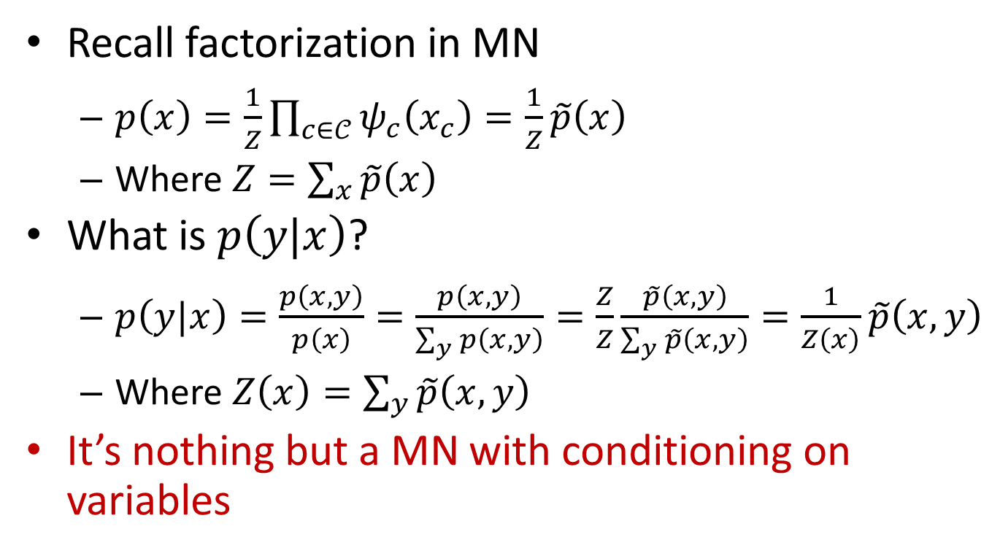 • Recall factorization in MN
– $p(x) = \frac{1}{Z} \prod_{c \in \mathcal{C}} \psi_c(x_c) = \frac{1}{Z} \tilde{p}(x)$
– Where $Z = \sum_x \tilde{p}(x)$
• What is $p(y|x)$?
– $p(y|x) = \frac{p(x,y)}{p(x)} = \frac{p(x,y)}{\sum_y p(x,y)} = \frac{Z}{Z} \frac{\tilde{p}(x,y)}{\sum_y \tilde{p}(x,y)} = \frac{1}{Z(x)} \tilde{p}(x, y)$
– Where $Z(x) = \sum_y \tilde{p}(x, y)$
• It’s nothing but a MN with conditioning on
variables